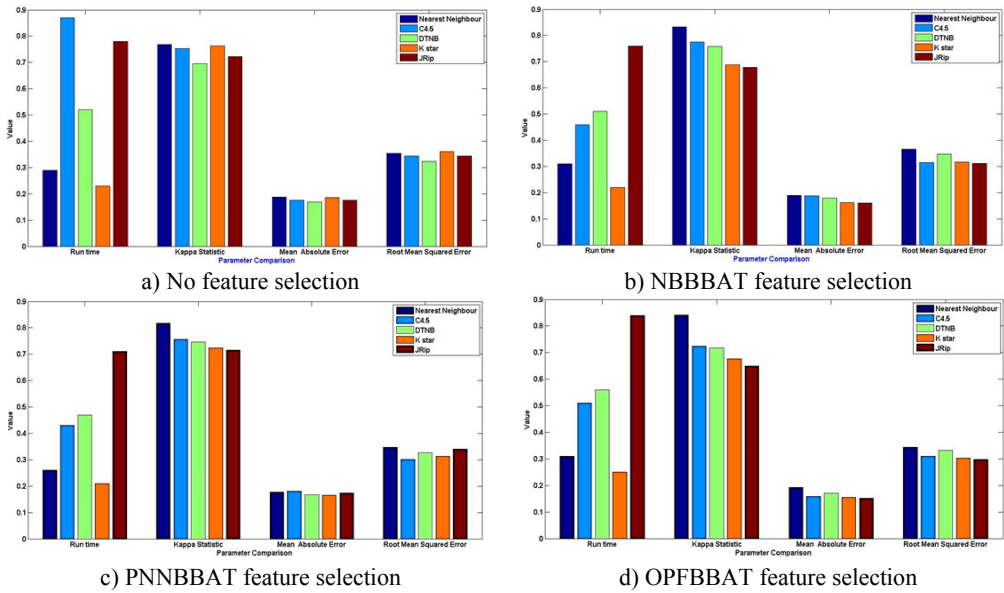 0.9
0.8
0.7
0.6
0.5
0.4
0.3
0.2
0.1
0
Value
Nearest Neighbour
C4.5
DTNB
K star
JRip
Run time
Kappa Statistic
Mean Absolute Error
Root Mean Squared Error
Parameter Comparison
a) No feature selection
0.9
0.8
0.7
0.6
0.5
0.4
0.3
0.2
0.1
0
Value
Nearest Neighbour
C4.5
DTNB
K star
JRip
Run time
Kappa Statistic
Mean Absolute Error
Root Mean Squared Error
Parameter Comparison
b) NBBBAT feature selection
0.9
0.8
0.7
0.6
0.5
0.4
0.3
0.2
0.1
0
Value
Nearest Neighbour
C4.5
DTNB
K star
JRip
Run time
Kappa Statistic
Mean Absolute Error
Root Mean Squared Error
Parameter Comparison
c) PNNBBAT feature selection
0.9
0.8
0.7
0.6
0.5
0.4
0.3
0.2
0.1
0
Value
Nearest Neighbour
C4.5
DTNB
K star
JRip
Run time
Kappa Statistic
Mean Absolute Error
Root Mean Squared Error
Parameter Comparison
d) OPFBBAT feature selection